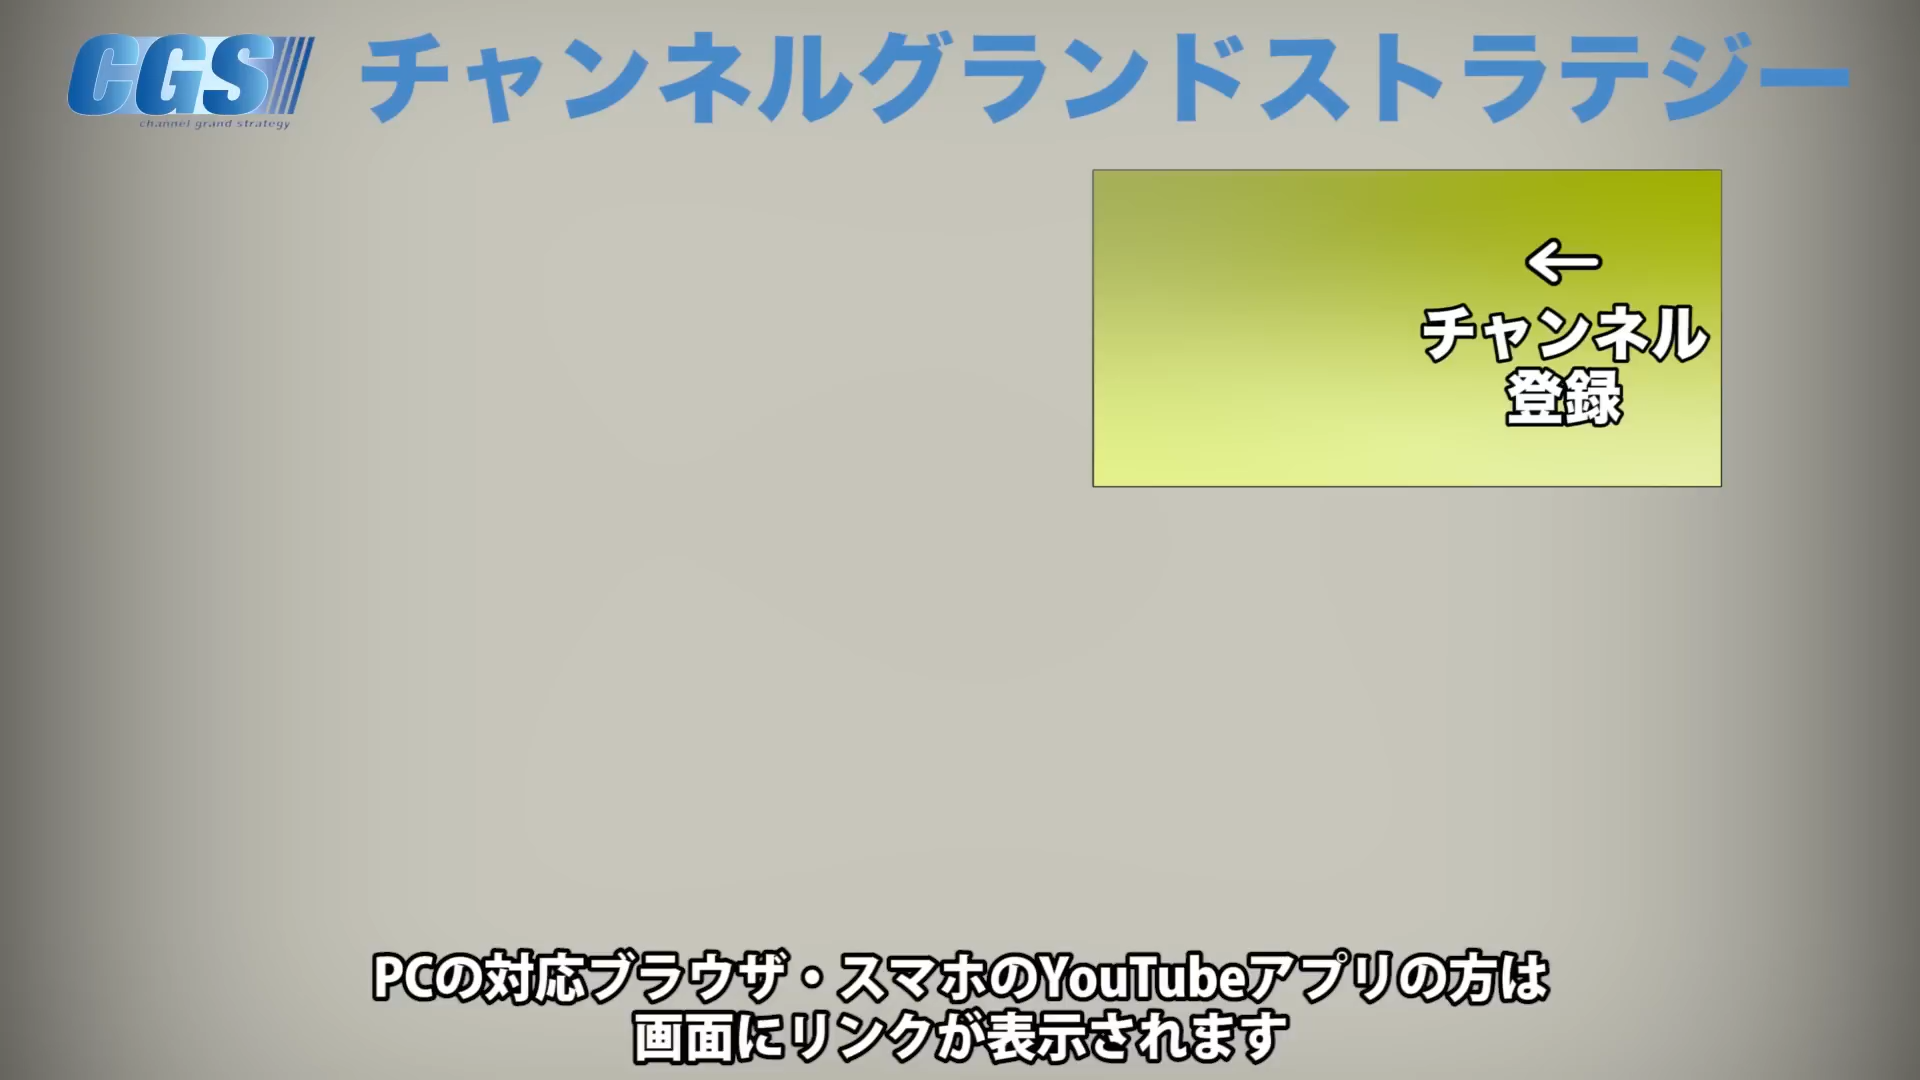 CGS
channel grand strategy
チャンネルグランドストラテジー
←
チャンネル
登録
PCの対応ブラウザ・スマホのYouTubeアプリの方は
画面にリンクが表示されます